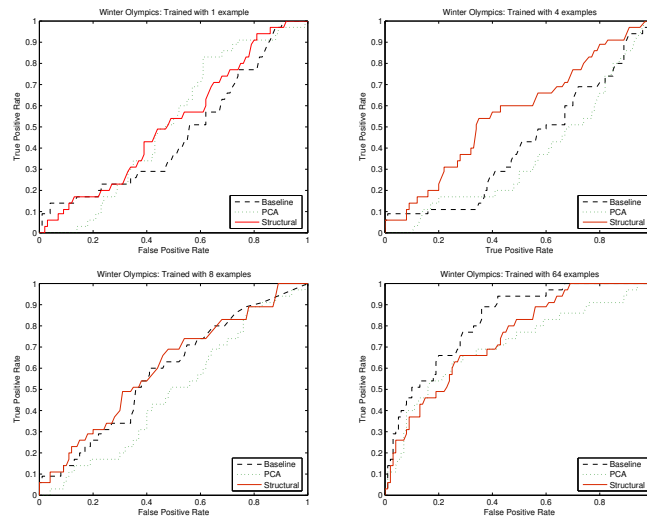 Winter Olympics: Trained with 1 example
1
0.9
0.8
0.7
0.6
0.5
0.4
0.3
0.2
0.1
0
True Positive Rate
0 0.2 0.4 0.6 0.8 1
False Positive Rate
Baseline
PCA
Structural
Winter Olympics: Trained with 4 examples
1
0.9
0.8
0.7
0.6
0.5
0.4
0.3
0.2
0.1
0
True Positive Rate
0 0.2 0.4 0.6 0.8
True Positive Rate
Baseline
PCA
Structural
Winter Olympics: Trained with 8 examples
1
0.9
0.8
0.7
0.6
0.5
0.4
0.3
0.2
0.1
0
True Positive Rate
0 0.2 0.4 0.6 0.8 1
False Positive Rate
Baseline
PCA
Structural
Winter Olympics: Trained with 64 examples
1
0.9
0.8
0.7
0.6
0.5
0.4
0.3
0.2
0.1
0
True Positive Rate
0 0.2 0.4 0.6 0.8
False Positive Rate
Baseline
PCA
Structural